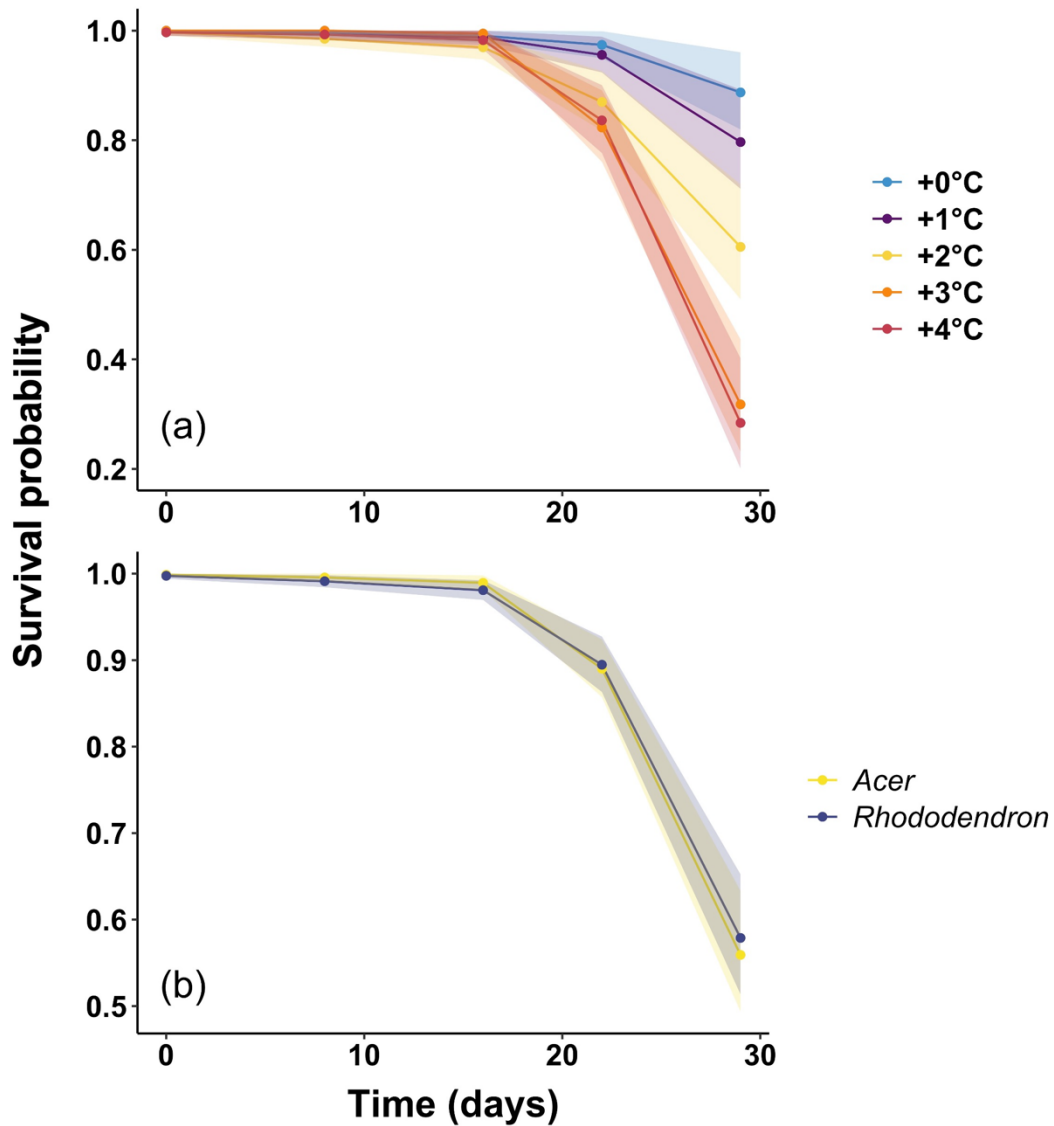 1.0
0.8
0.6
0.4
0.2
(a)
0 10 20 30
+0°C
+1°C
+2°C
+3°C
+4°C
Survival probability
1.0
0.9
0.8
0.7
0.6
0.5
(b)
0 10 20 30
Acer
Rhododendron
Time (days)